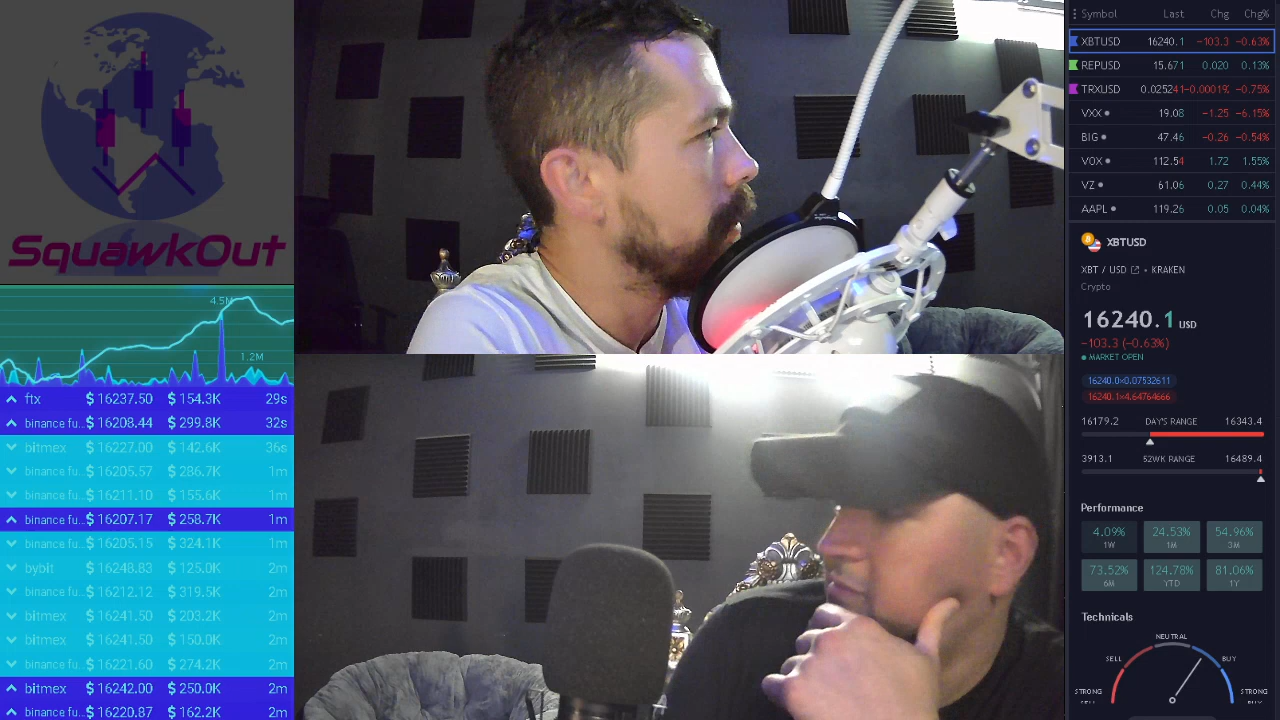 SquawkOut
4.5M
1.2M
ftx $ 16237.50 $ 154.3K 29s
binance fu.. $ 16208.44 $ 299.8K 32s
bitmex $ 16227.00 $ 142.6K 36s
binance fu.. $ 16205.57 $ 286.7K 1m
binance fu.. $ 16211.10 $ 155.6K 1m
binance fu.. $ 16207.17 $ 258.7K 1m
binance fu.. $ 16205.15 $ 324.1K 1m
bybit $ 16248.83 $ 125.0K 2m
binance fu.. $ 16212.12 $ 319.5K 2m
bitmex $ 16241.50 $ 203.2K 2m
bitmex $ 16241.50 $ 150.0K 2m
binance fu.. $ 16221.60 $ 274.2K 2m
bitmex $ 16242.00 $ 250.0K 2m
binance fu.. $ 16220.87 $ 162.2K 2m
Symbol Last Chg Chg%
XBTUSD 16240.1 −103.3 −0.63%
REPUSD 15.671 0.020 0.13%
TRXUSD 0.025241 −0.00019 −0.75%
VXX 19.08 −1.25 −6.15%
BIG 47.46 −0.26 −0.54%
VOX 112.54 1.72 1.55%
VZ 61.06 0.27 0.44%
AAPL 119.26 0.05 0.04%
XBTUSD
XBT / USD • KRAKEN
Crypto
16240.1 USD
−103.3 (−0.63%)
MARKET OPEN
16240.0×0.07532611
16240.1×4.64764666
16179.2 DAY'S RANGE 16343.4
3913.1 52WK RANGE 16489.4
Performance
4.09% 24.53% 54.96%
1W 1M 3M
73.52% 124.78% 81.06%
6M YTD 1Y
Technicals
NEUTRAL
SELL BUY
STRONG STRONG